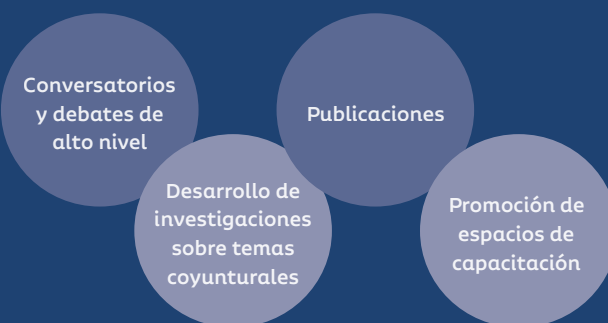 Conversatorios
y debates de
alto nivel
Desarrollo de
investigaciones
sobre temas
coyunturales
Publicaciones
Promoción de
espacios de
capacitación